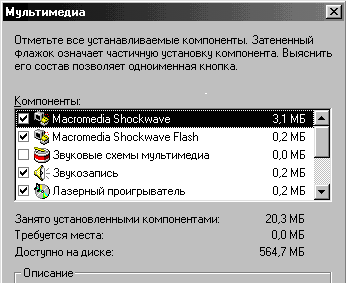 Мультимедиа
Отметьте все устанавливаемые компоненты. Затененный
флажок означает частичную установку компонента. Выяснить
его состав позволяет одноименная кнопка.
Компоненты:
Macromedia Shockwave 3,1 МБ
Macromedia Shockwave Flash 0,2 МБ
Звуковые схемы мультимедиа 0,0 МБ
Звукозапись 0,2 МБ
Лазерный проигрыватель 0,2 МБ
Занято установленными компонентами: 20,3 МБ
Требуется места: 0,0 МБ
Доступно на диске: 564,7 МБ
Описание